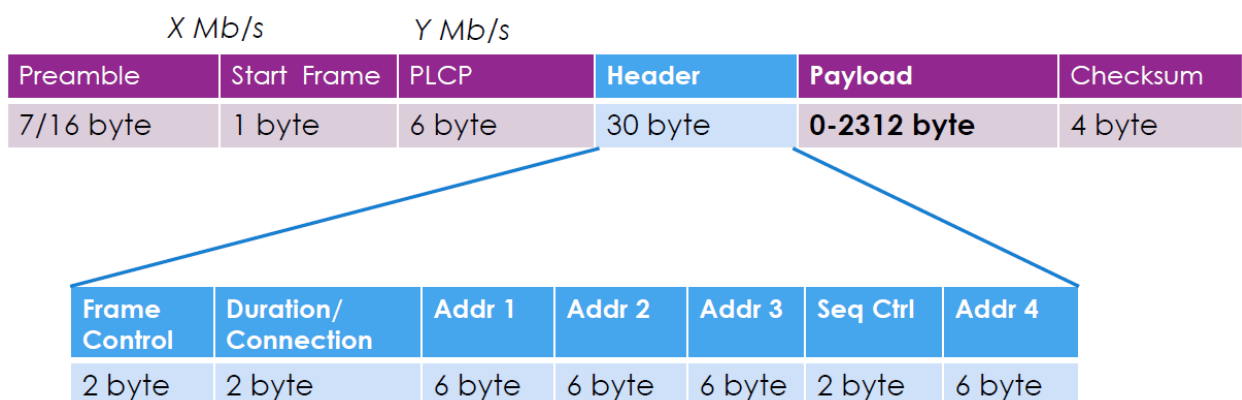 X Mb/s Y Mb/s
Preamble Start Frame PLCP Header Payload Checksum
7/16 byte 1 byte 6 byte 30 byte 0-2312 byte 4 byte
Frame Control Duration/ Connection Addr 1 Addr 2 Addr 3 Seq Ctrl Addr 4
2 byte 2 byte 6 byte 6 byte 6 byte 2 byte 6 byte